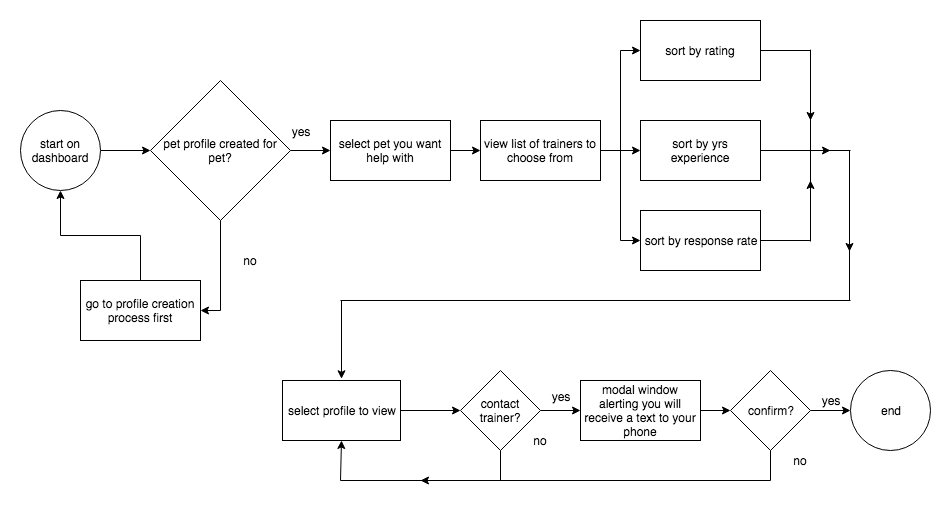 sort by rating
start on
dashboard
pet profile created for
pet?
yes
select pet you want
help with
view list of trainers to
choose from
sort by yrs
experience
sort by response rate
no
go to profile creation
process first
select profile to view
contact
trainer?
yes
no
modal window
alerting you will
receive a text to your
phone
confirm?
yes
no
end